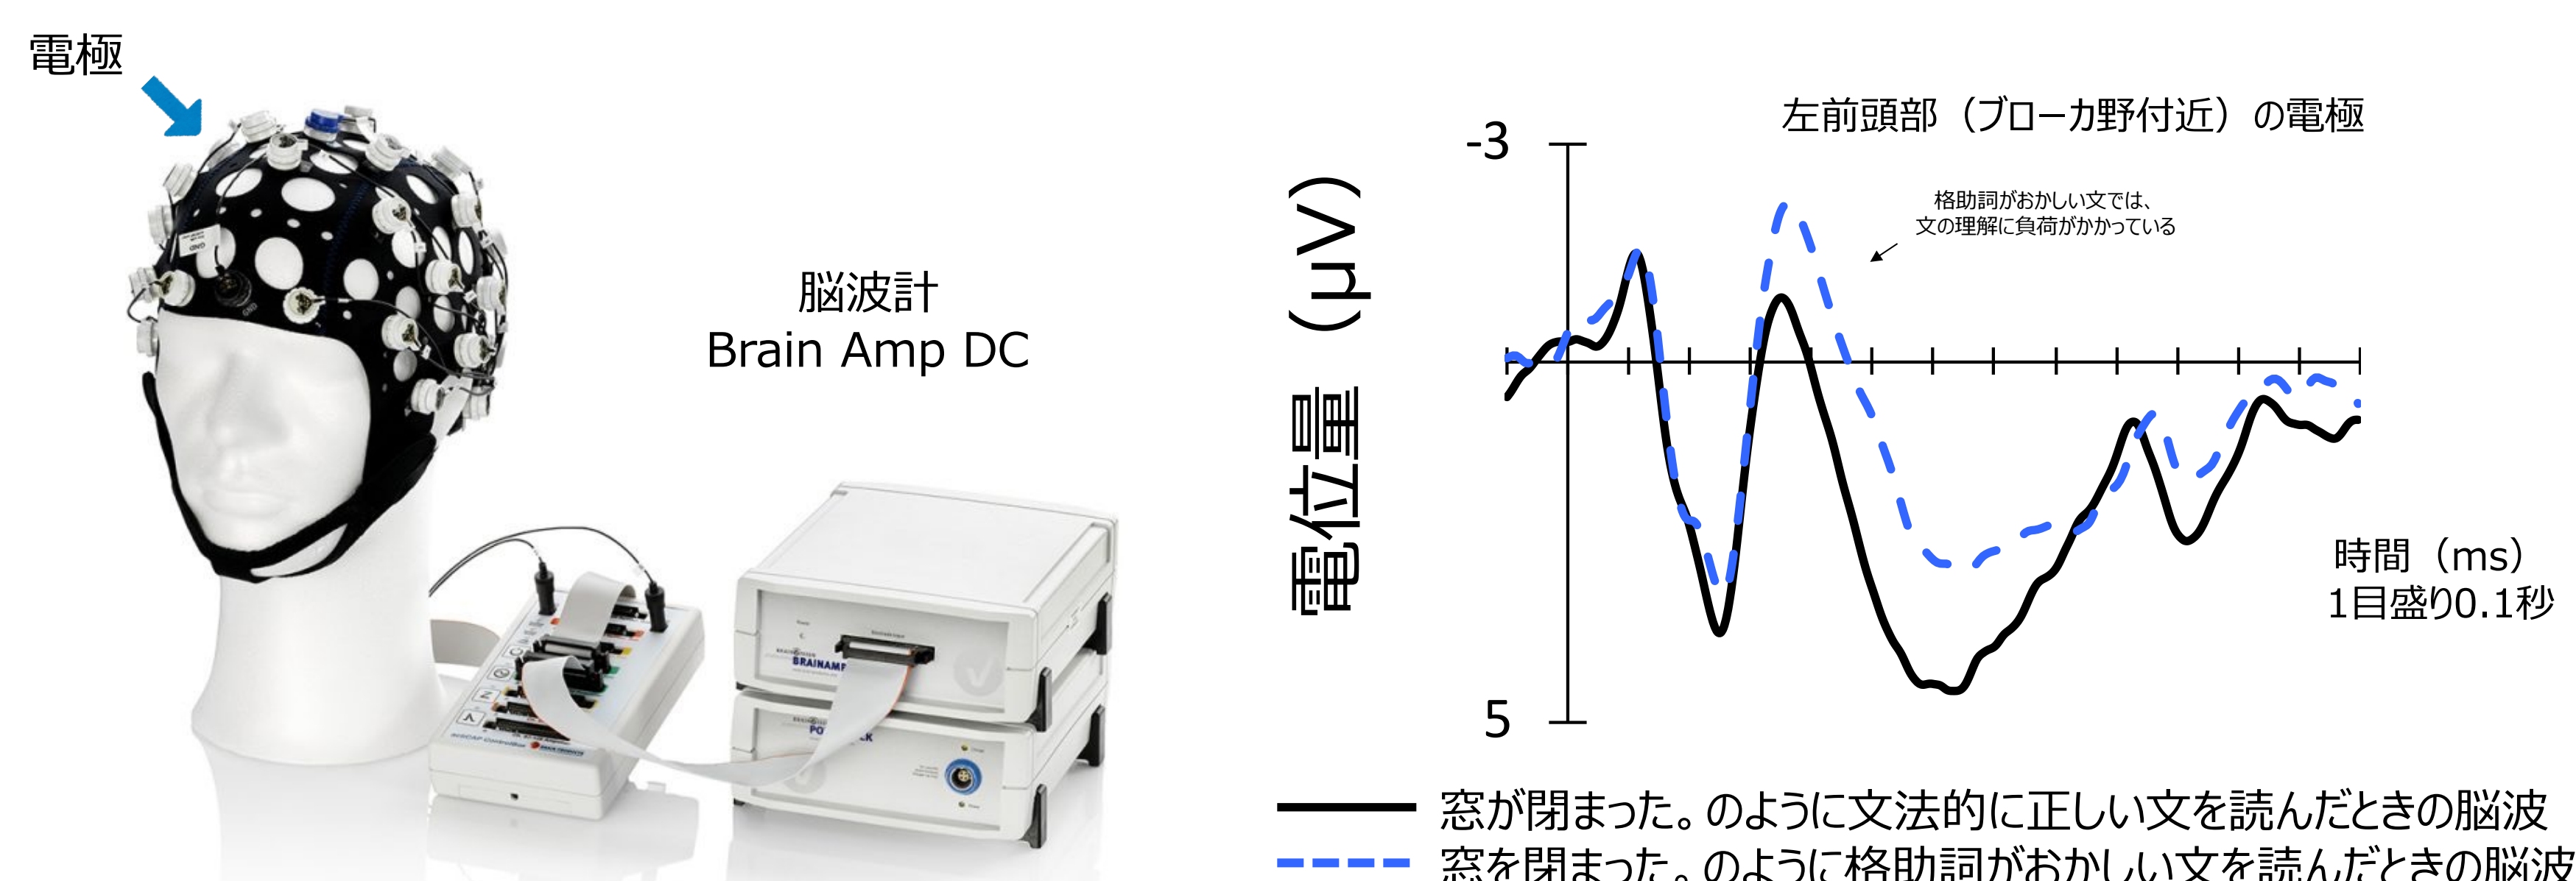 電極
脳波計
Brain Amp DC
GND
BRAINAMP
左前頭部（ブローカ野付近）の電極
-3
格助詞がおかしい文では、
文の理解に負荷がかかっている
電位量（μV）
5
時間（ms）
1目盛り0.1秒
窓が閉まった。のように文法的に正しい文を読んだときの脳波
窓を閉まった。のように格助詞がおかしい文を読んだときの脳波